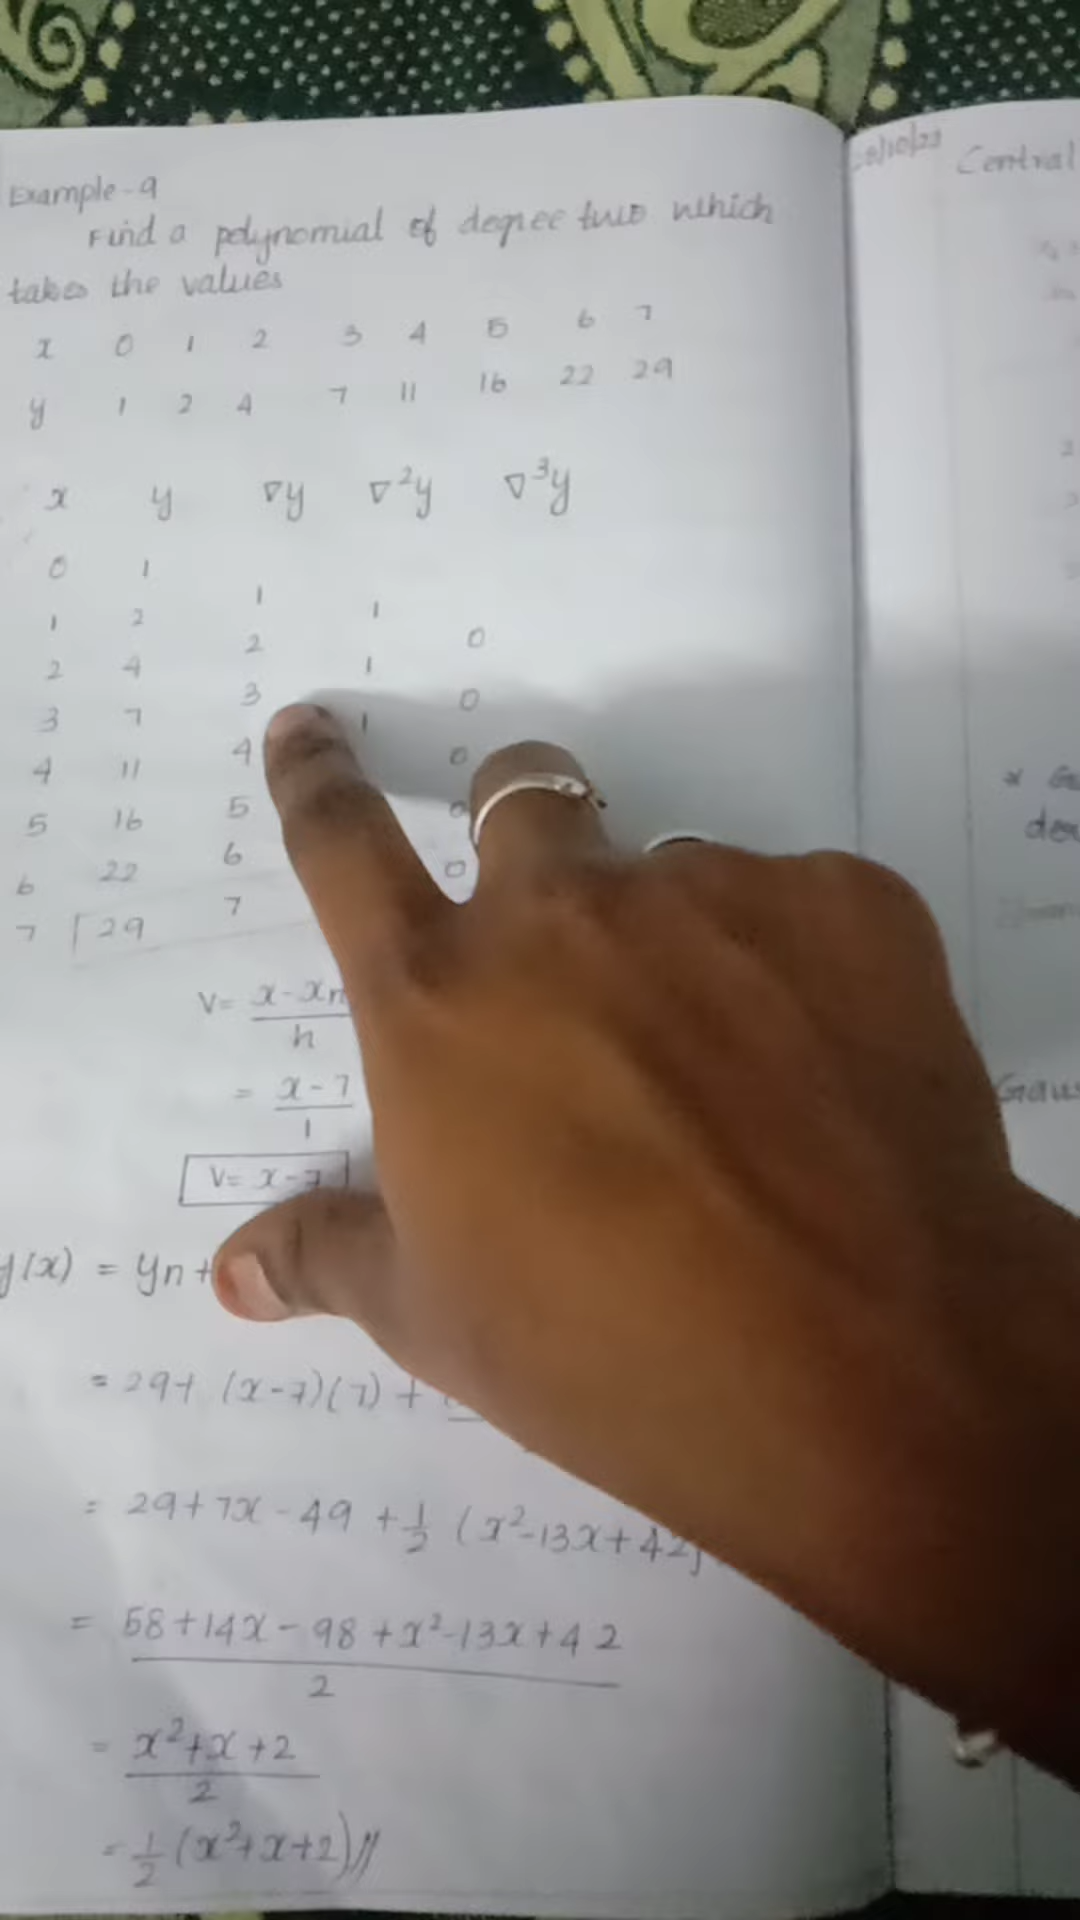 Example-9
Find a polynomial of degree two which
takes the values
x 0 1 2 3 4 5 6 7
y 1 2 4 7 11 16 22 29
x y ∇y ∇²y ∇³y
0 1
1 1
1 2
2 0
2 4 1
3 0
3 7 1
4 0
4 11
5 0
5 16
6 0
6 22
7
7 29
V= x-xn
h
= x-7
1
V= x-7
y(x) = yn+
= 29+ (x-7)(7) +
= 29+7x-49 +1/2 (x²-13x+42)
= 58+14x-98+x²-13x+42
2
= x²+x+2
2
=1/2(x²+x+2)//
Central
Gaus